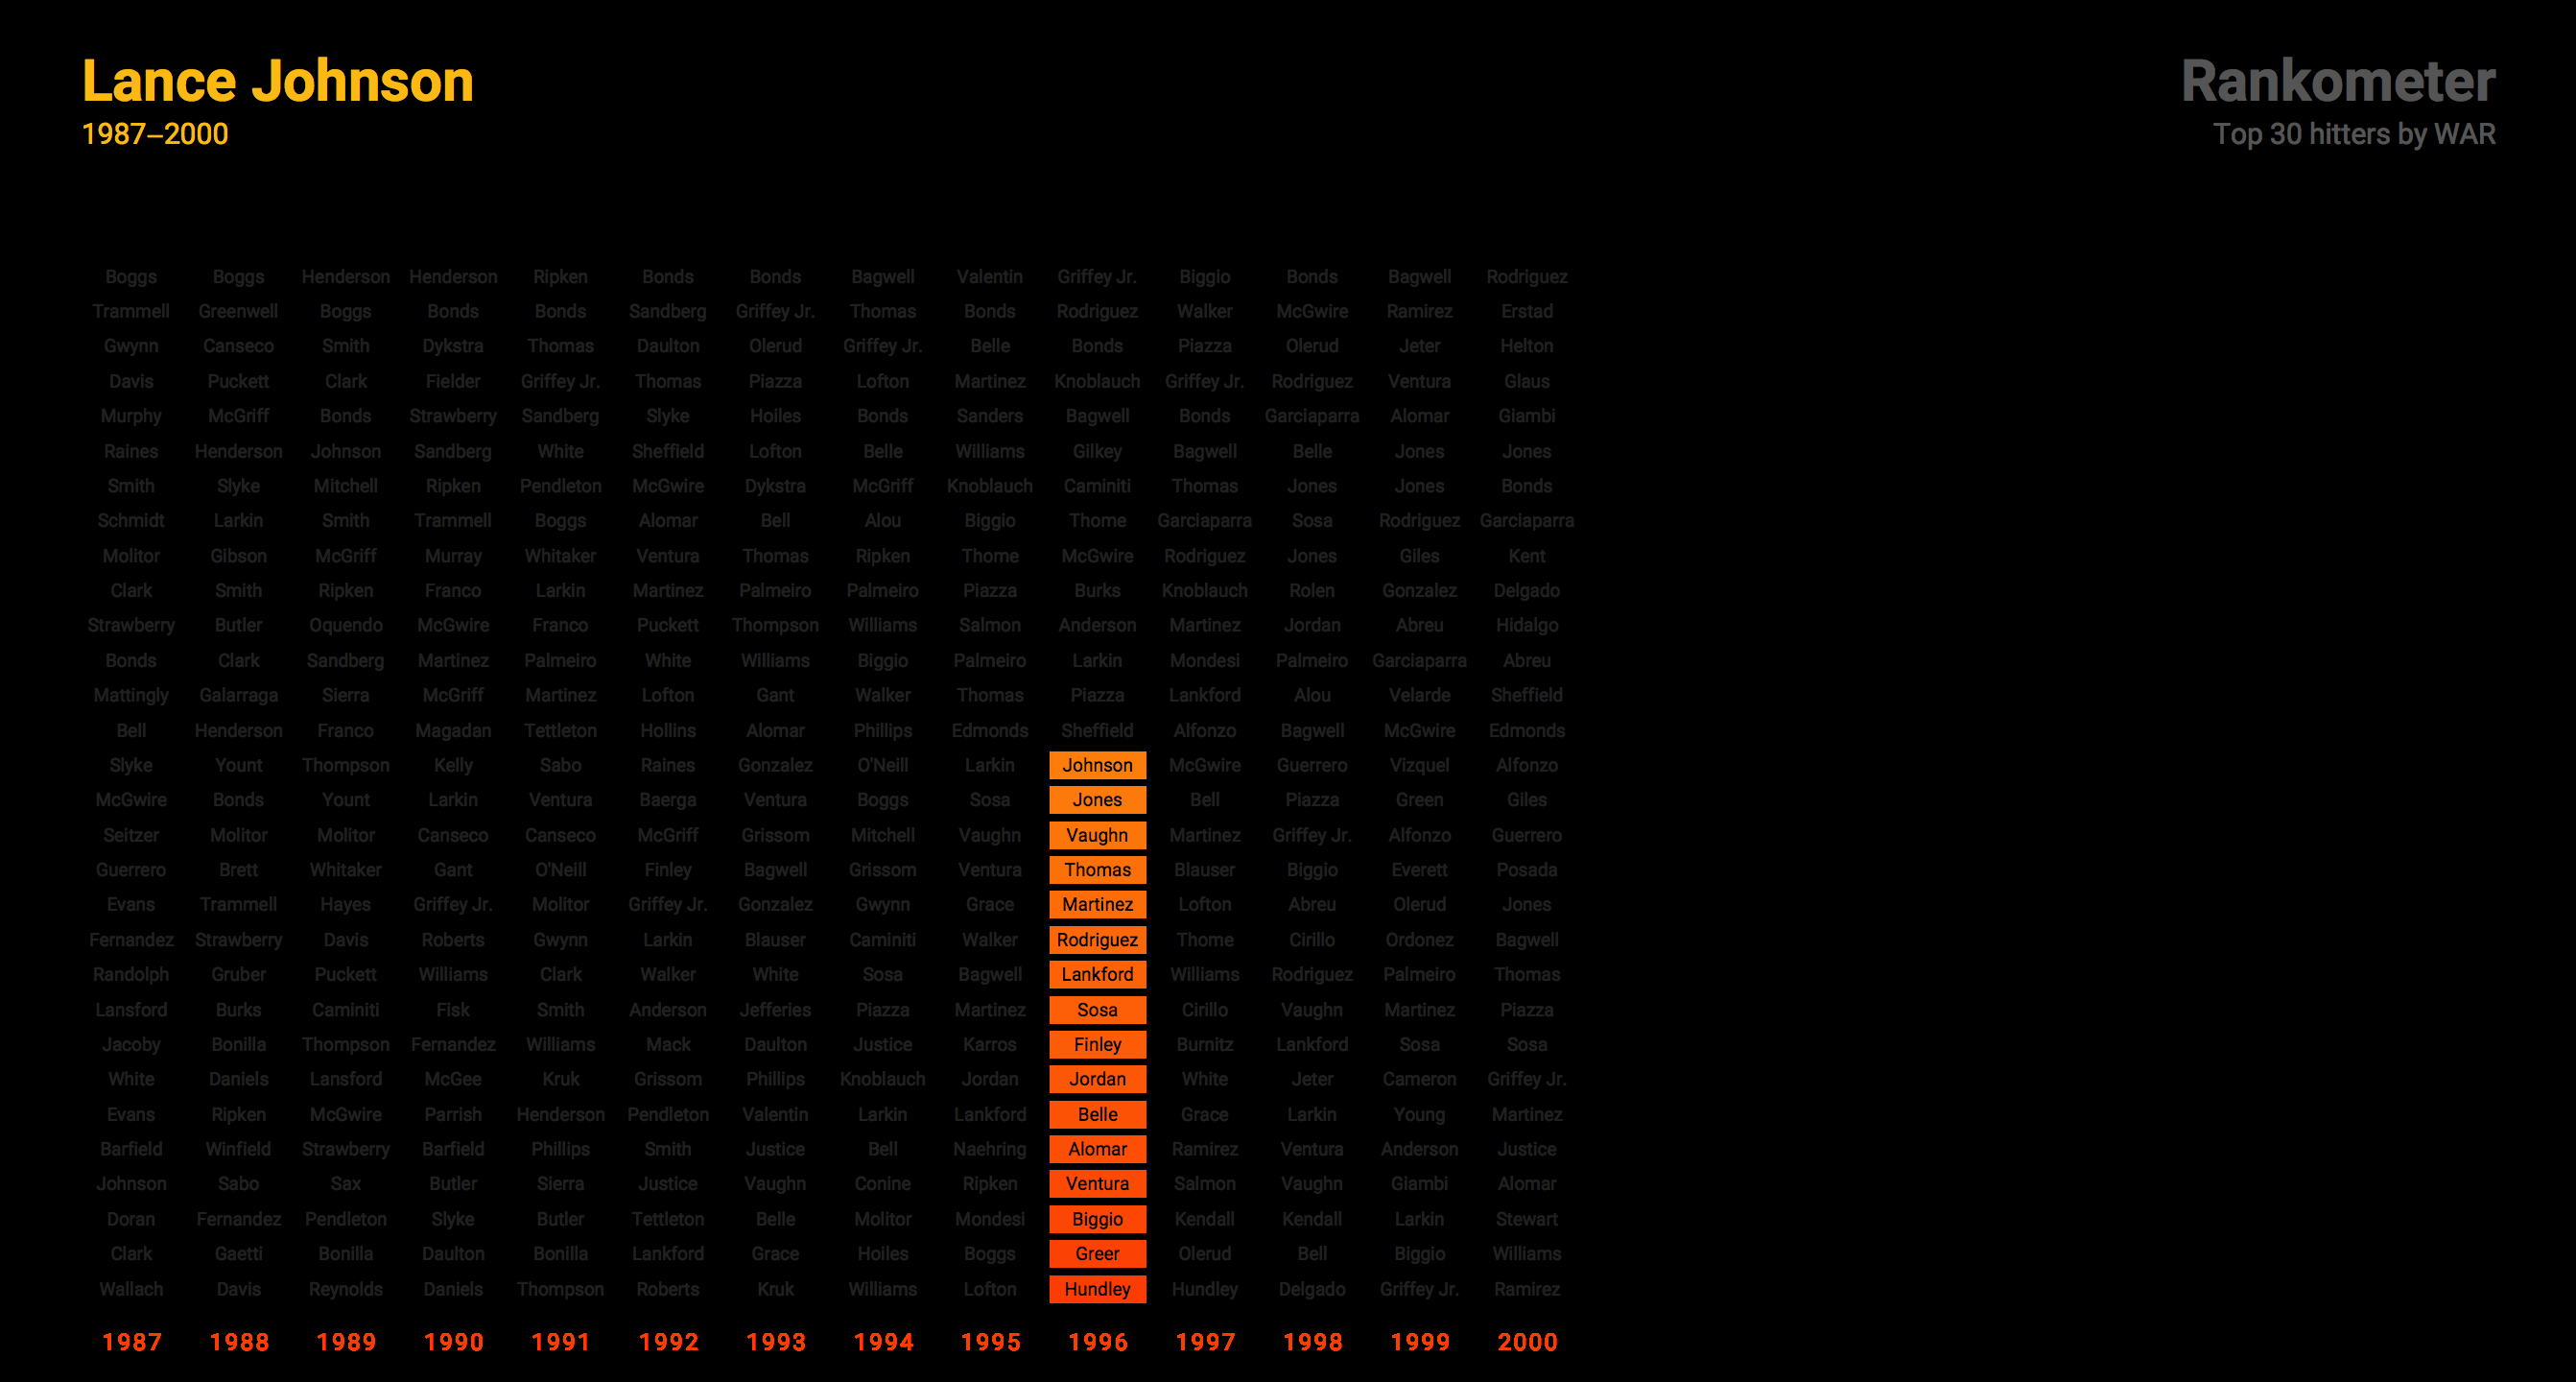 Lance Johnson
1987–2000
Rankometer
Top 30 hitters by WAR
Boggs Boggs Henderson Henderson Ripken Bonds Bonds Bagwell Valentin Griffey Jr. Biggio Bonds Bagwell Rodriguez
Trammell Greenwell Boggs Bonds Bonds Sandberg Griffey Jr. Thomas Bonds Rodriguez Walker McGwire Ramirez Erstad
Gwynn Canseco Smith Dykstra Thomas Daulton Olerud Griffey Jr. Belle Bonds Piazza Olerud Jeter Helton
Davis Puckett Clark Fielder Griffey Jr. Thomas Piazza Lofton Martinez Knoblauch Griffey Jr. Rodriguez Ventura Glaus
Murphy McGriff Bonds Strawberry Sandberg Slyke Hoiles Bonds Sanders Bagwell Bonds Garciaparra Alomar Giambi
Raines Henderson Johnson Sandberg White Sheffield Lofton Belle Williams Gilkey Bagwell Belle Jones Jones
Smith Slyke Mitchell Ripken Pendleton McGwire Dykstra McGriff Knoblauch Caminiti Thomas Jones Jones Bonds
Schmidt Larkin Smith Trammell Boggs Alomar Bell Alou Biggio Thome Garciaparra Sosa Rodriguez Garciaparra
Molitor Gibson McGriff Murray Whitaker Ventura Thomas Ripken Thome McGwire Rodriguez Jones Giles Kent
Clark Smith Ripken Franco Larkin Martinez Palmeiro Palmeiro Piazza Burks Knoblauch Rolen Gonzalez Delgado
Strawberry Butler Oquendo McGwire Franco Puckett Thompson Williams Salmon Anderson Martinez Jordan Abreu Hidalgo
Bonds Clark Sandberg Martinez Palmeiro White Williams Biggio Palmeiro Larkin Mondesi Palmeiro Garciaparra Abreu
Mattingly Galarraga Sierra McGriff Martinez Lofton Gant Walker Thomas Piazza Lankford Alou Velarde Sheffield
Bell Henderson Franco Magadan Tettleton Hollins Alomar Phillips Edmonds Sheffield Alfonzo Bagwell McGwire Edmonds
Slyke Yount Thompson Kelly Sabo Raines Gonzalez O'Neill Larkin Johnson McGwire Guerrero Vizquel Alfonzo
McGwire Bonds Yount Larkin Ventura Baerga Ventura Boggs Sosa Jones Bell Piazza Green Giles
Seitzer Molitor Molitor Canseco Canseco McGriff Grissom Mitchell Vaughn Vaughn Martinez Griffey Jr. Alfonzo Guerrero
Guerrero Brett Whitaker Gant O'Neill Finley Bagwell Grissom Ventura Thomas Blauser Biggio Everett Posada
Evans Trammell Hayes Griffey Jr. Molitor Griffey Jr. Gonzalez Gwynn Grace Martinez Lofton Abreu Olerud Jones
Fernandez Strawberry Davis Roberts Gwynn Larkin Blauser Caminiti Walker Rodriguez Thome Cirillo Ordonez Bagwell
Randolph Gruber Puckett Williams Clark Walker White Sosa Bagwell Lankford Williams Rodriguez Palmeiro Thomas
Lansford Burks Caminiti Fisk Smith Anderson Jefferies Piazza Martinez Sosa Cirillo Vaughn Martinez Piazza
Jacoby Bonilla Thompson Fernandez Williams Mack Daulton Justice Karros Finley Burnitz Lankford Sosa Sosa
White Daniels Lansford McGee Kruk Grissom Phillips Knoblauch Jordan Jordan White Jeter Cameron Griffey Jr.
Evans Ripken McGwire Parrish Henderson Pendleton Valentin Larkin Lankford Belle Grace Larkin Young Martinez
Barfield Winfield Strawberry Barfield Phillips Smith Justice Bell Naehring Alomar Ramirez Ventura Anderson Justice
Johnson Sabo Sax Butler Sierra Justice Vaughn Conine Ripken Ventura Salmon Vaughn Giambi Alomar
Doran Fernandez Pendleton Slyke Butler Tettleton Belle Molitor Mondesi Biggio Kendall Kendall Larkin Stewart
Clark Gaetti Bonilla Daulton Bonilla Lankford Grace Hoiles Boggs Greer Olerud Bell Biggio Williams
Wallach Davis Reynolds Daniels Thompson Roberts Kruk Williams Lofton Hundley Hundley Delgado Griffey Jr. Ramirez
1987 1988 1989 1990 1991 1992 1993 1994 1995 1996 1997 1998 1999 2000